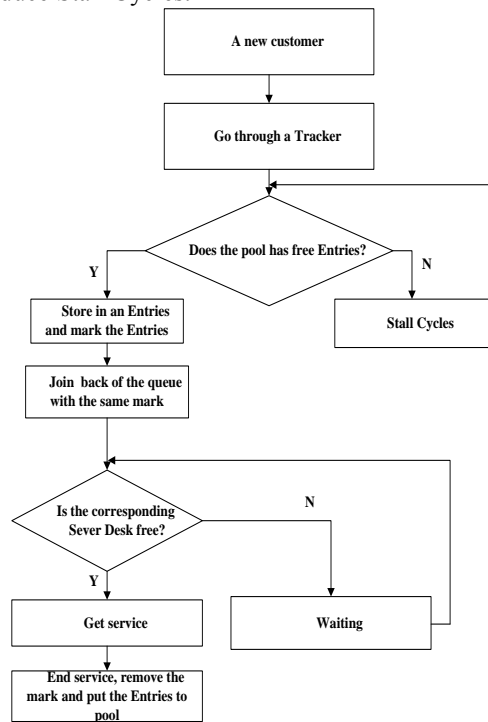 A new customer
Go through a Tracker
Does the pool has free Entries?
Y
N
Store in an Entries
and mark the Entries
Stall Cycles
Join back of the queue
with the same mark
Is the corresponding
Sever Desk free?
N
Y
Get service
Waiting
End service, remove the
mark and put the Entries to
pool